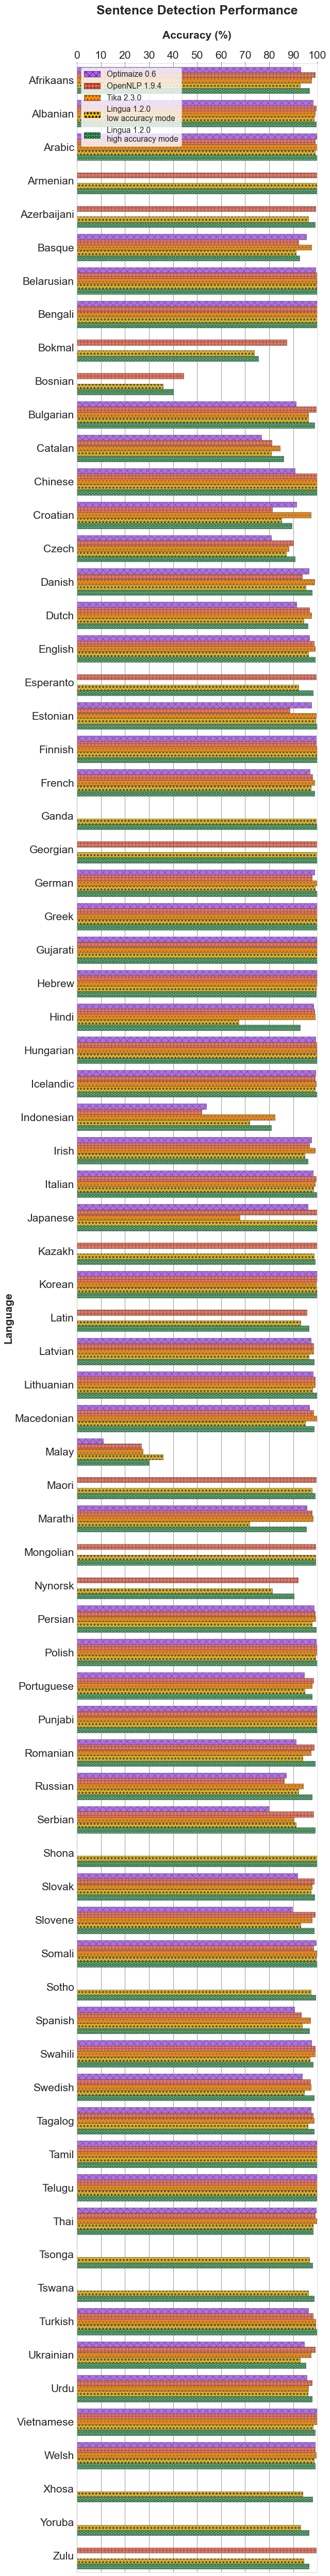 Sentence Detection Performance
Accuracy (%)
0 10 20 30 40 50 60 70 80 90 100
Optimaize 0.6
OpenNLP 1.9.4
Tika 2.3.0
Lingua 1.2.0
low accuracy mode
Lingua 1.2.0
high accuracy mode
Afrikaans
Albanian
Arabic
Armenian
Azerbaijani
Basque
Belarusian
Bengali
Bokmal
Bosnian
Bulgarian
Catalan
Chinese
Croatian
Czech
Danish
Dutch
English
Esperanto
Estonian
Finnish
French
Ganda
Georgian
German
Greek
Gujarati
Hebrew
Hindi
Hungarian
Icelandic
Indonesian
Irish
Italian
Japanese
Kazakh
Korean
Language
Latin
Latvian
Lithuanian
Macedonian
Malay
Maori
Marathi
Mongolian
Nynorsk
Persian
Polish
Portuguese
Punjabi
Romanian
Russian
Serbian
Shona
Slovak
Slovene
Somali
Sotho
Spanish
Swahili
Swedish
Tagalog
Tamil
Telugu
Thai
Tsonga
Tswana
Turkish
Ukrainian
Urdu
Vietnamese
Welsh
Xhosa
Yoruba
Zulu